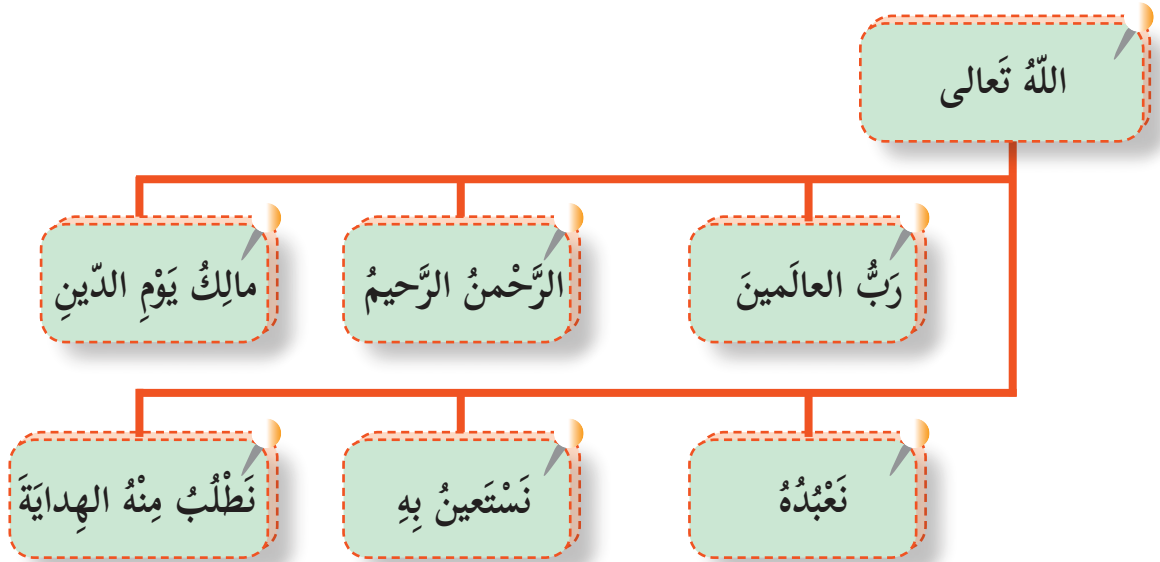 اللّهُ تَعالى
رَبُّ العالَمينَ
الرَّحْمنُ الرَّحيمُ
مالِكُ يَوْمِ الدّينِ
نَعْبُدُهُ
نَسْتَعينُ بِهِ
نَطْلُبُ مِنْهُ الهِدايَةَ